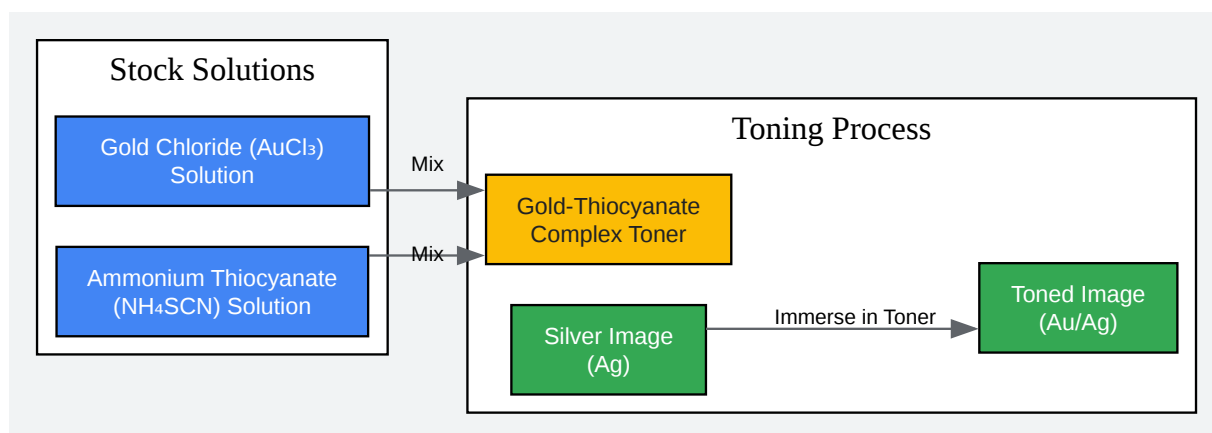 Stock Solutions
Gold Chloride (AuCl₃)
Solution
Mix
Ammonium Thiocyanate
(NH₄SCN) Solution
Mix
Toning Process
Gold-Thiocyanate
Complex Toner
Silver Image
(Ag)
Immerse in Toner
Toned Image
(Au/Ag)